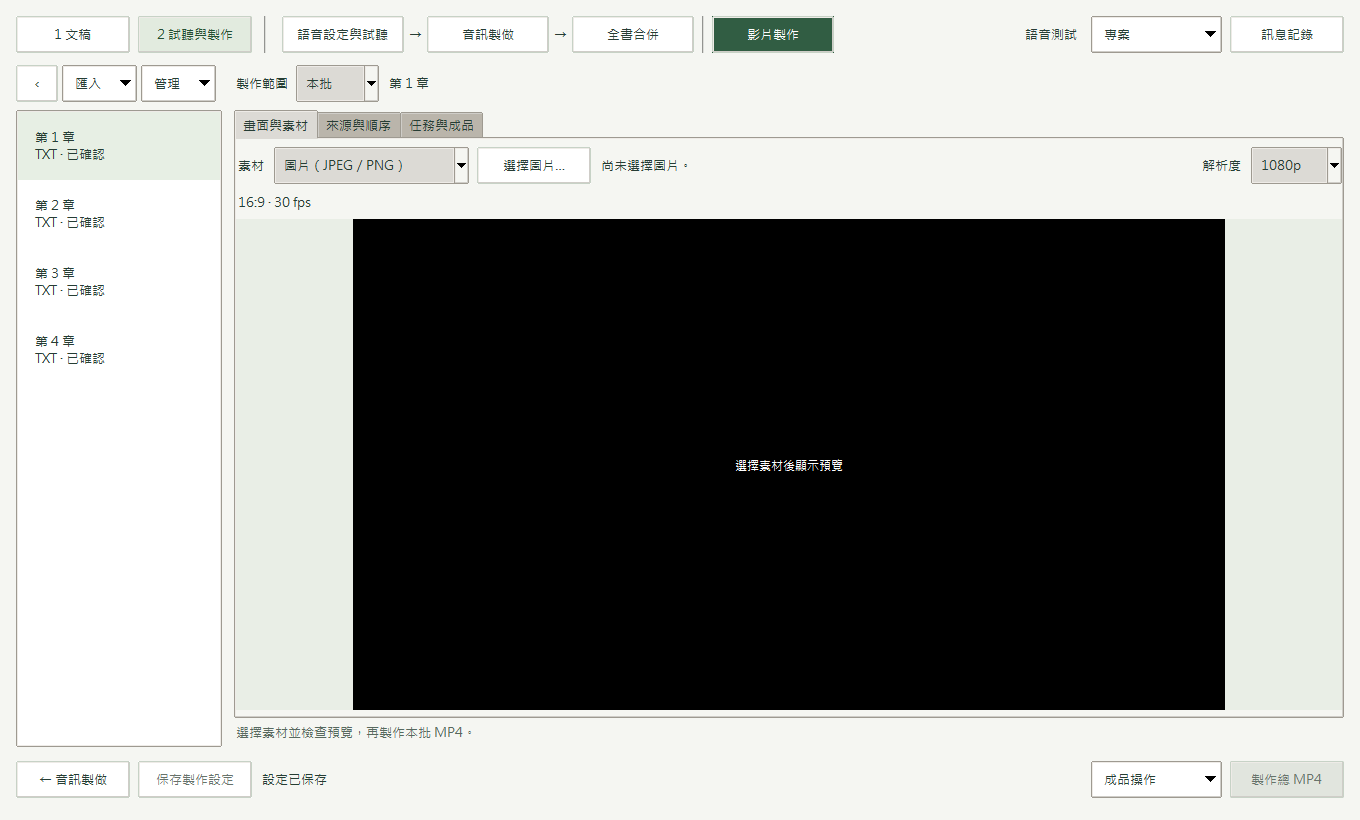 1 文稿
2 試聽與製作
語音設定與試聽
→
音訊製做
→
全書合併
影片製作
語音測試
專案
訊息記錄
‹
匯入
管理
製作範圍
本批
第 1 章
第 1 章
TXT · 已確認
第 2 章
TXT · 已確認
第 3 章
TXT · 已確認
第 4 章
TXT · 已確認
畫面與素材
來源與順序
任務與成品
素材
圖片（JPEG / PNG）
選擇圖片...
尚未選擇圖片。
解析度
1080p
16:9 · 30 fps
選擇素材後顯示預覽
選擇素材並檢查預覽，再製作本批 MP4。
← 音訊製做
保存製作設定
設定已保存
成品操作
製作總 MP4